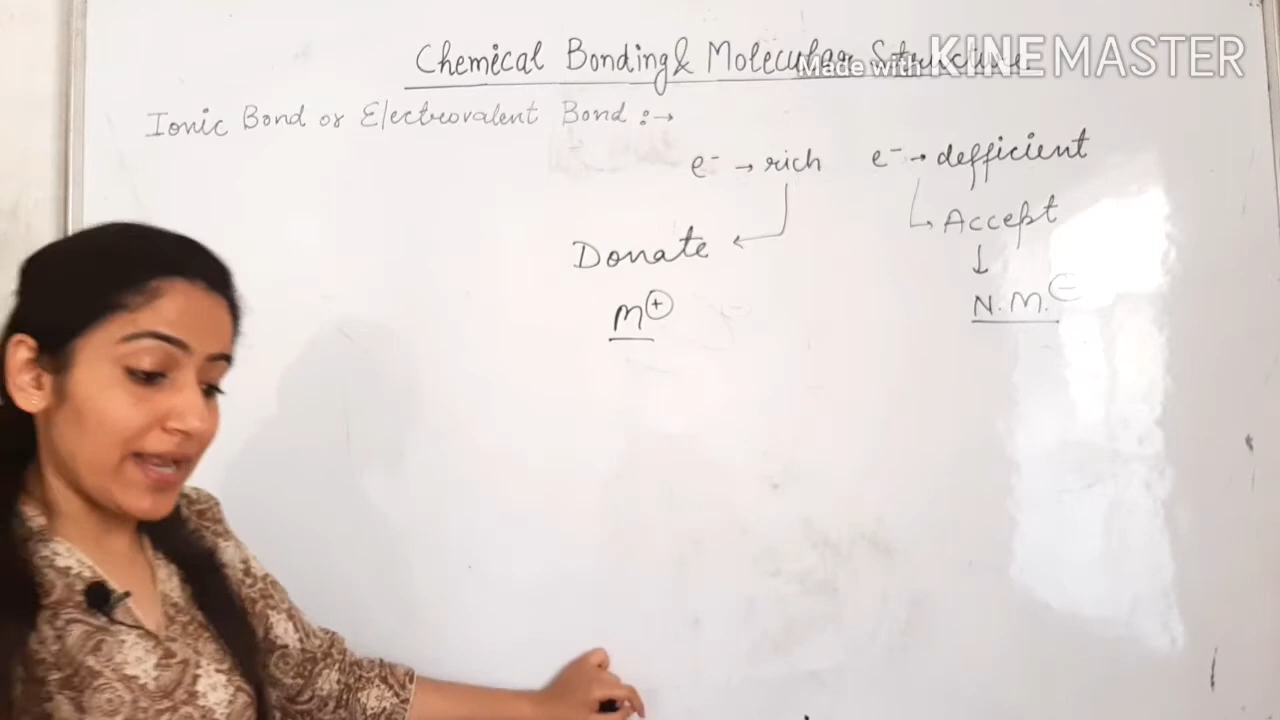 Chemical Bonding & Molecular Structure
Made with KINEMASTER
Ionic Bond or Electrovalent Bond :→
e⁻ → rich e⁻ → defficient
Donate ← ↳ Accept
↓
M⊕ N.M.⊖